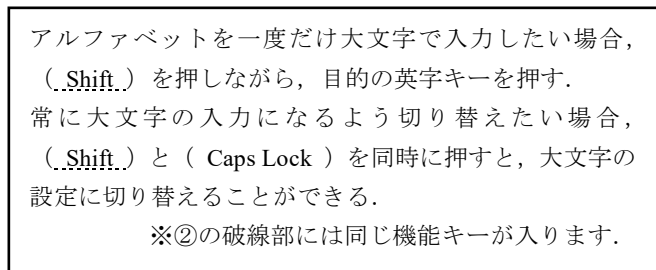 アルファベットを一度だけ大文字で入力したい場合，
（ Shift ）を押しながら，目的の英字キーを押す．
常に大文字の入力になるよう切り替えたい場合，
（ Shift ）と（ Caps Lock ）を同時に押すと，大文字の
設定に切り替えることができる．
※②の破線部には同じ機能キーが入ります．